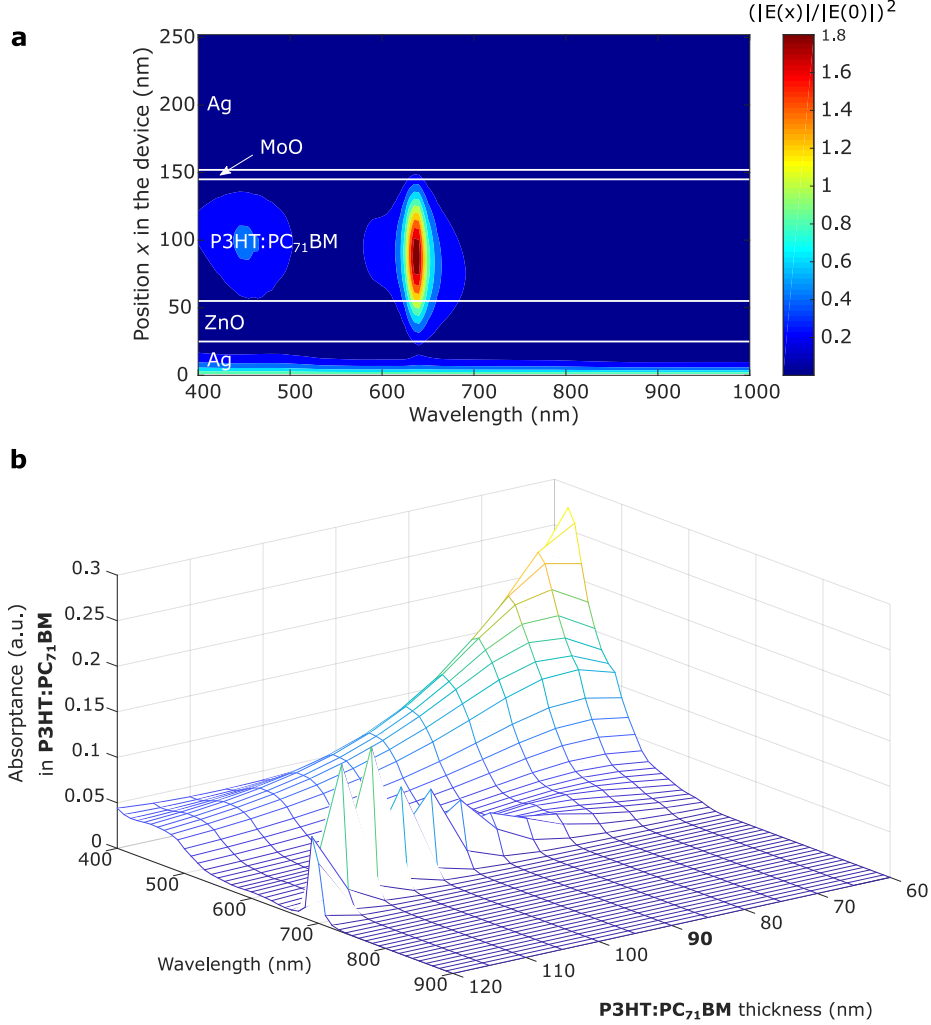 (|E(x)|/|E(0)|)²
a
250
200
150
100
50
0
Position x in the device (nm)
Ag
MoO
P3HT:PC₇₁BM
ZnO
Ag
400 500 600 700 800 900 1000
Wavelength (nm)
1.8
1.6
1.4
1.2
1
0.8
0.6
0.4
0.2
b
0.3
0.25
0.2
0.15
0.1
0.05
0
Absorptance (a.u.)
in P3HT:PC₇₁BM
400
500
600
700
800
900
Wavelength (nm)
60
70
80
90
100
110
120
P3HT:PC₇₁BM thickness (nm)